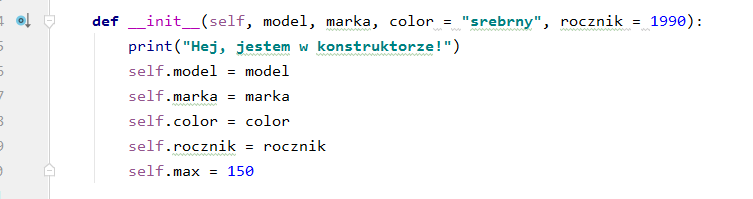 def __init__(self, model, marka, color = "srebrny", rocznik = 1990):
print("Hej, jestem w konstruktorze!")
self.model = model
self.marka = marka
self.color = color
self.rocznik = rocznik
self.max = 150